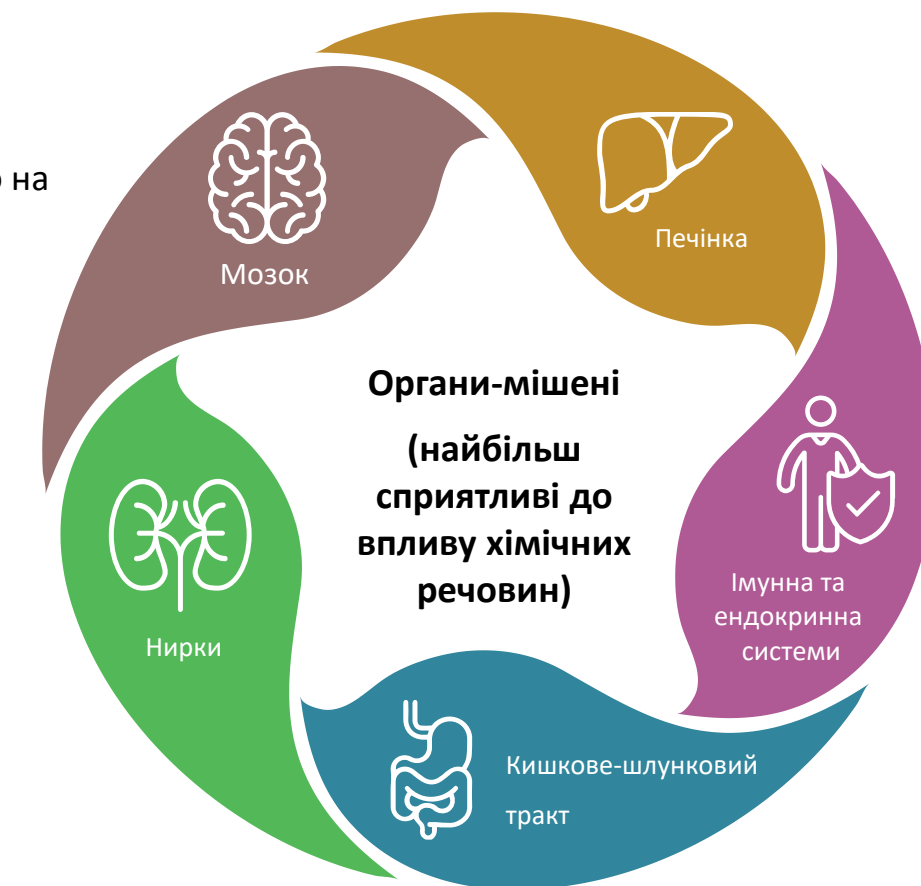 о на
Мозок
Печінка
Органи-мішені
(найбільш
сприятливі до
впливу хімічних
речовин)
Імунна та
ендокринна
системи
Нирки
Кишкове-шлунковий
тракт